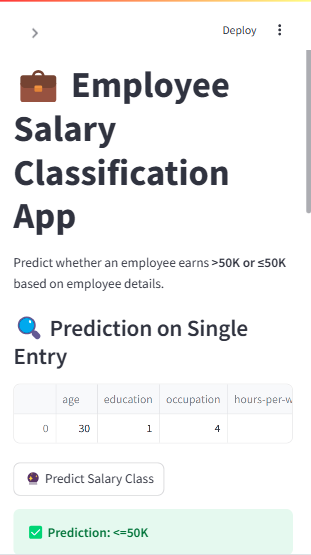 Deploy
Employee
Salary
Classification
App
Predict whether an employee earns >50K or ≤50K
based on employee details.
Prediction on Single
Entry
age education occupation hours-per-w
0 30 1 4
Predict Salary Class
Prediction: <=50K